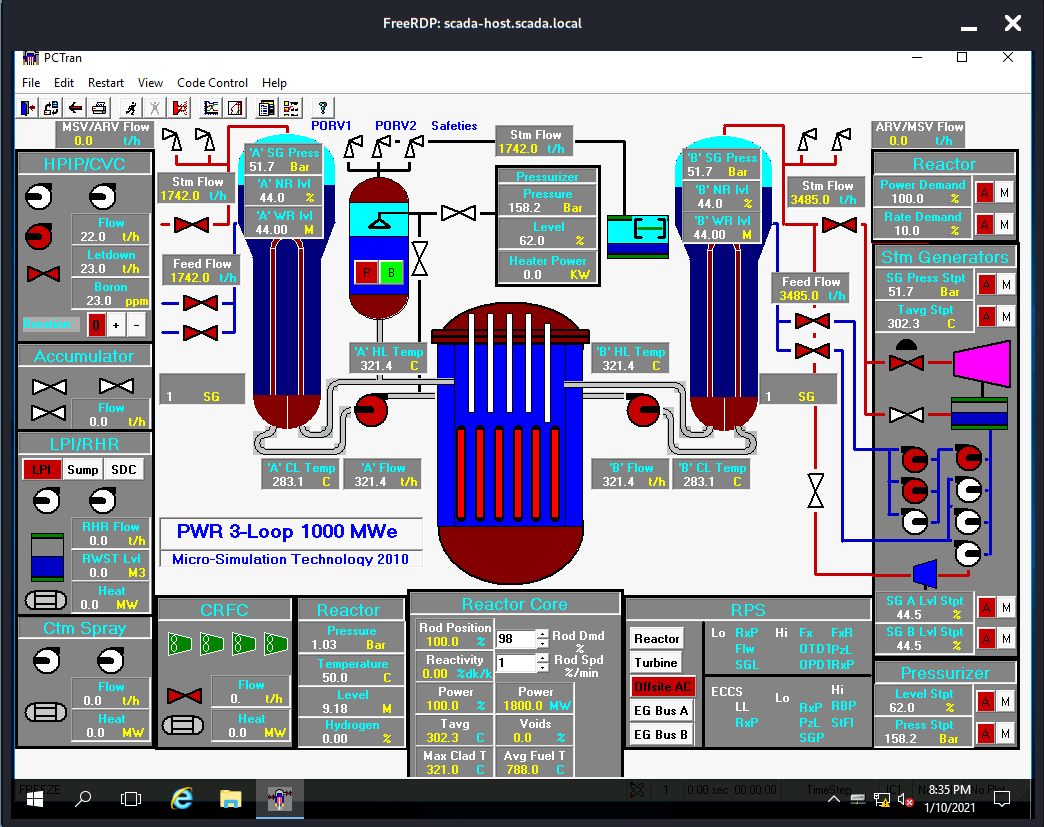 FreeRDP: scada-host.scada.local
PCTran
File Edit Restart View Code Control Help
MSV/ARV Flow
0.0 t/h
PORV1 PORV2 Safeties
Stm Flow
1742.0 t/h
ARV/MSV Flow
0.0 t/h
HPIP/CVC
Flow
22.0 t/h
Letdown
23.0 t/h
Boron
23.0 ppm
0 + -
Accumulator
Flow
0.0 t/h
LPI/RHR
LPI Sump SDC
RHR Flow
0.0 t/h
RWST Lvl
0.0 M3
Heat
0.0 MW
Ctm Spray
Flow
0.0 t/h
Heat
0.0 MW
Stm Flow
1742.0 t/h
Feed Flow
1742.0 t/h
1 SG
'A' SG Press
51.7 Bar
'A' NR lvl
44.0 %
'A' WR lvl
44.00 M
P B
Pressurizer
Pressure
158.2 Bar
Level
62.0 %
Heater Power
0.0 KW
'B' SG Press
51.7 Bar
'B' NR lvl
44.0 %
'B' WR lvl
44.00 M
Stm Flow
3485.0 t/h
Feed Flow
3485.0 t/h
1 SG
'A' HL Temp
321.4 C
'B' HL Temp
321.4 C
'A' CL Temp
283.1 C
'A' Flow
321.4 t/h
'B' Flow
321.4 t/h
'B' CL Temp
283.1 C
PWR 3-Loop 1000 MWe
Micro-Simulation Technology 2010
Reactor
Power Demand
100.0 % A M
Rate Demand
10.0 % A M
Stm Generators
SG Press Stpt
51.7 Bar A M
Tavg Stpt
302.3 C A M
SG A Lvl Stpt
44.5 % A M
SG B Lvl Stpt
44.5 % A M
Pressurizer
Level Stpt
62.0 % A M
Press Stpt
158.2 Bar A M
CRFC
Flow
0. t/h
Heat
0.0 MW
Reactor
Pressure
1.03 Bar
Temperature
50.0 C
Level
9.18 M
Hydrogen
0.00 %
Reactor Core
Rod Position
100.0 %
98 Rod Dmd
%
Reactivity
0.00 %dk/k
1 Rod Spd
%/min
Power
100.0 %
Power
1800.0 MW
Tavg
302.3 C
Voids
0.0 %
Max Clad T
321.0 C
Avg Fuel T
788.0 C
RPS
Reactor
Turbine
Offsite AC
EG Bus A
EG Bus B
Lo RxP Hi Fx FxR
Flw OTDT PzL
SGL OPDT RxP
ECCS Lo Hi
LL RxP RBP
RxP PzL StFl
SGP
FREEZE
1 0.00 sec 00:00:00 TimeStep IC1
8:35 PM
1/10/2021